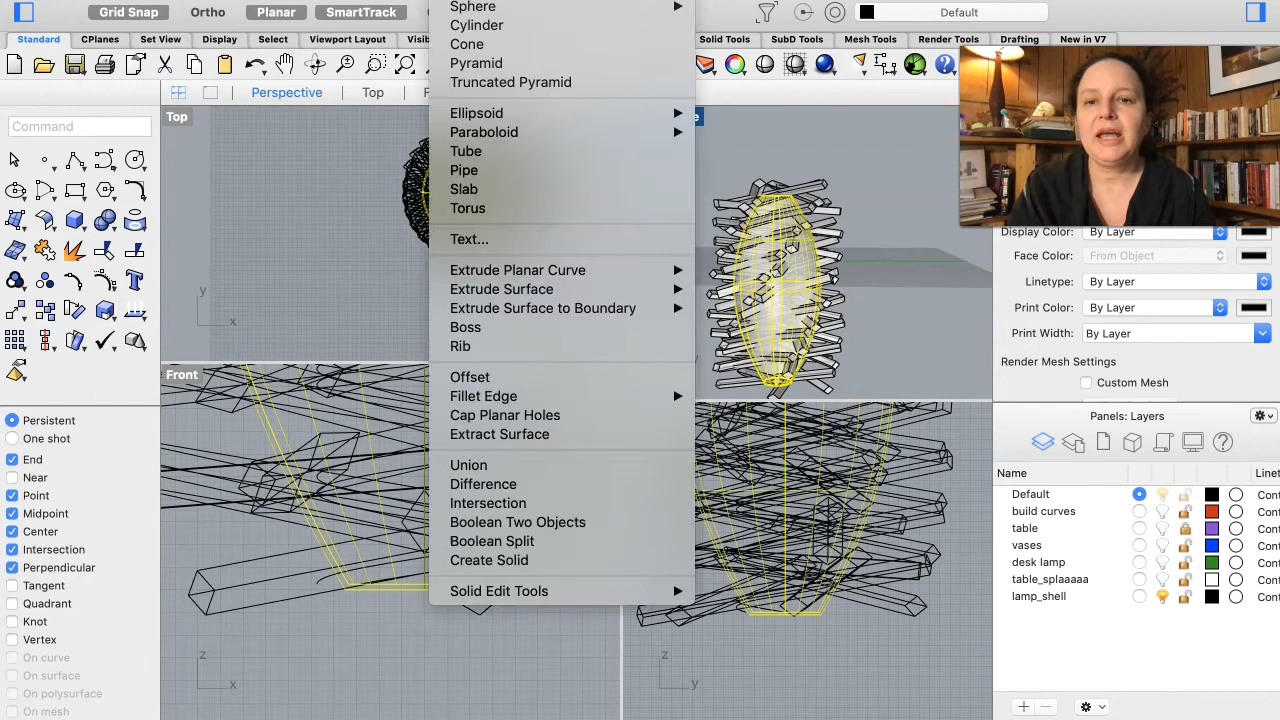 Grid Snap Ortho Planar SmartTrack Default
Standard CPlanes Set View Display Select Viewport Layout Solid Tools SubD Tools Mesh Tools Render Tools Drafting New in V7
Perspective Top
Command
Top
Front
Sphere
Cylinder
Cone
Pyramid
Truncated Pyramid
Ellipsoid
Paraboloid
Tube
Pipe
Slab
Torus
Text...
Extrude Planar Curve
Extrude Surface
Extrude Surface to Boundary
Boss
Rib
Offset
Fillet Edge
Cap Planar Holes
Extract Surface
Union
Difference
Intersection
Boolean Two Objects
Boolean Split
Create Solid
Solid Edit Tools
Persistent
One shot
End
Near
Point
Midpoint
Center
Intersection
Perpendicular
Tangent
Quadrant
Knot
Vertex
On curve
On surface
On polysurface
On mesh
y
x
z
x
z
y
Display Color: By Layer
Face Color: From Object
Linetype: By Layer
Print Color: By Layer
Print Width: By Layer
Render Mesh Settings
Custom Mesh
Panels: Layers
Name
Default
build curves
table
vases
desk lamp
table_splaaaaa
lamp_shell